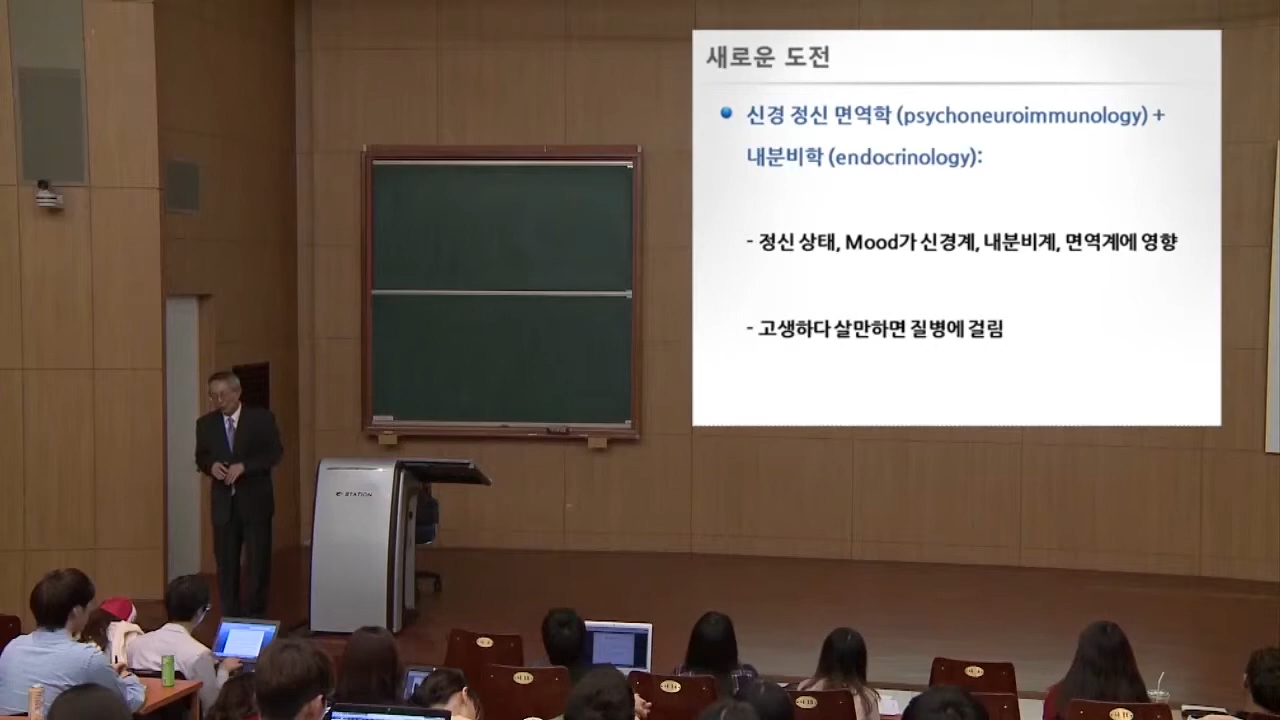 새로운 도전
신경 정신 면역학 (psychoneuroimmunology) +
내분비학 (endocrinology):
- 정신 상태, Mood가 신경계, 내분비계, 면역계에 영향
- 고생하다 살만하면 질병에 걸림
STATION